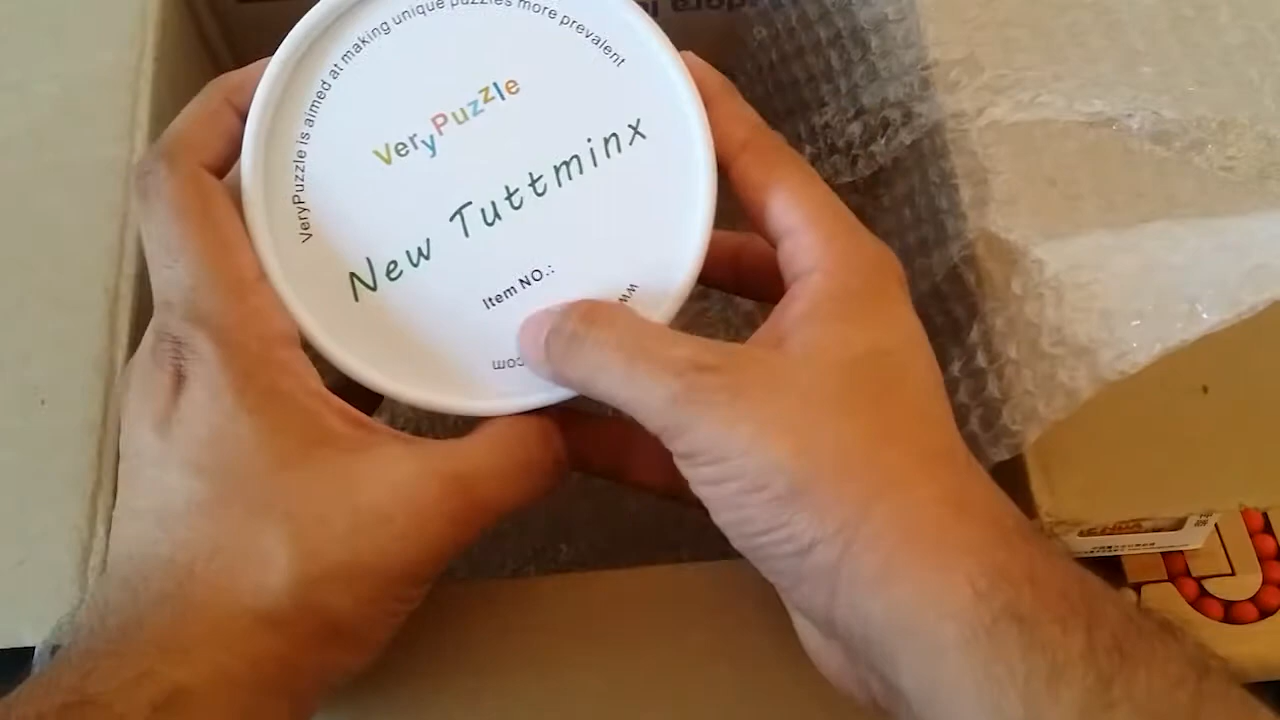 VeryPuzzle is aimed at making unique puzzles more prevalent
VeryPuzzle
New Tuttminx
Item NO.: